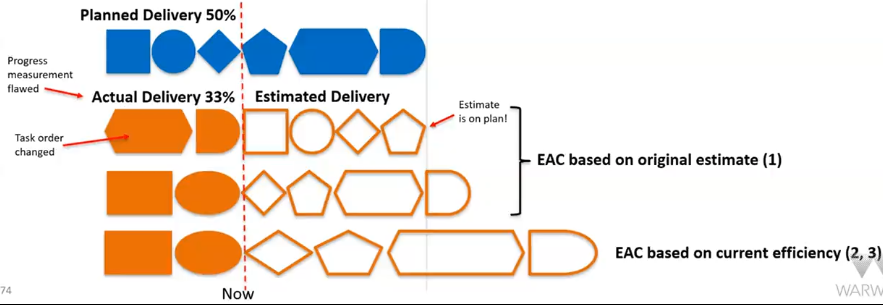 Planned Delivery 50%
Progress
measurement
flawed
Actual Delivery 33%
Estimated Delivery
Estimate
is on plan!
Task order
changed
EAC based on original estimate (1)
EAC based on current efficiency (2, 3)
74
Now
WARW